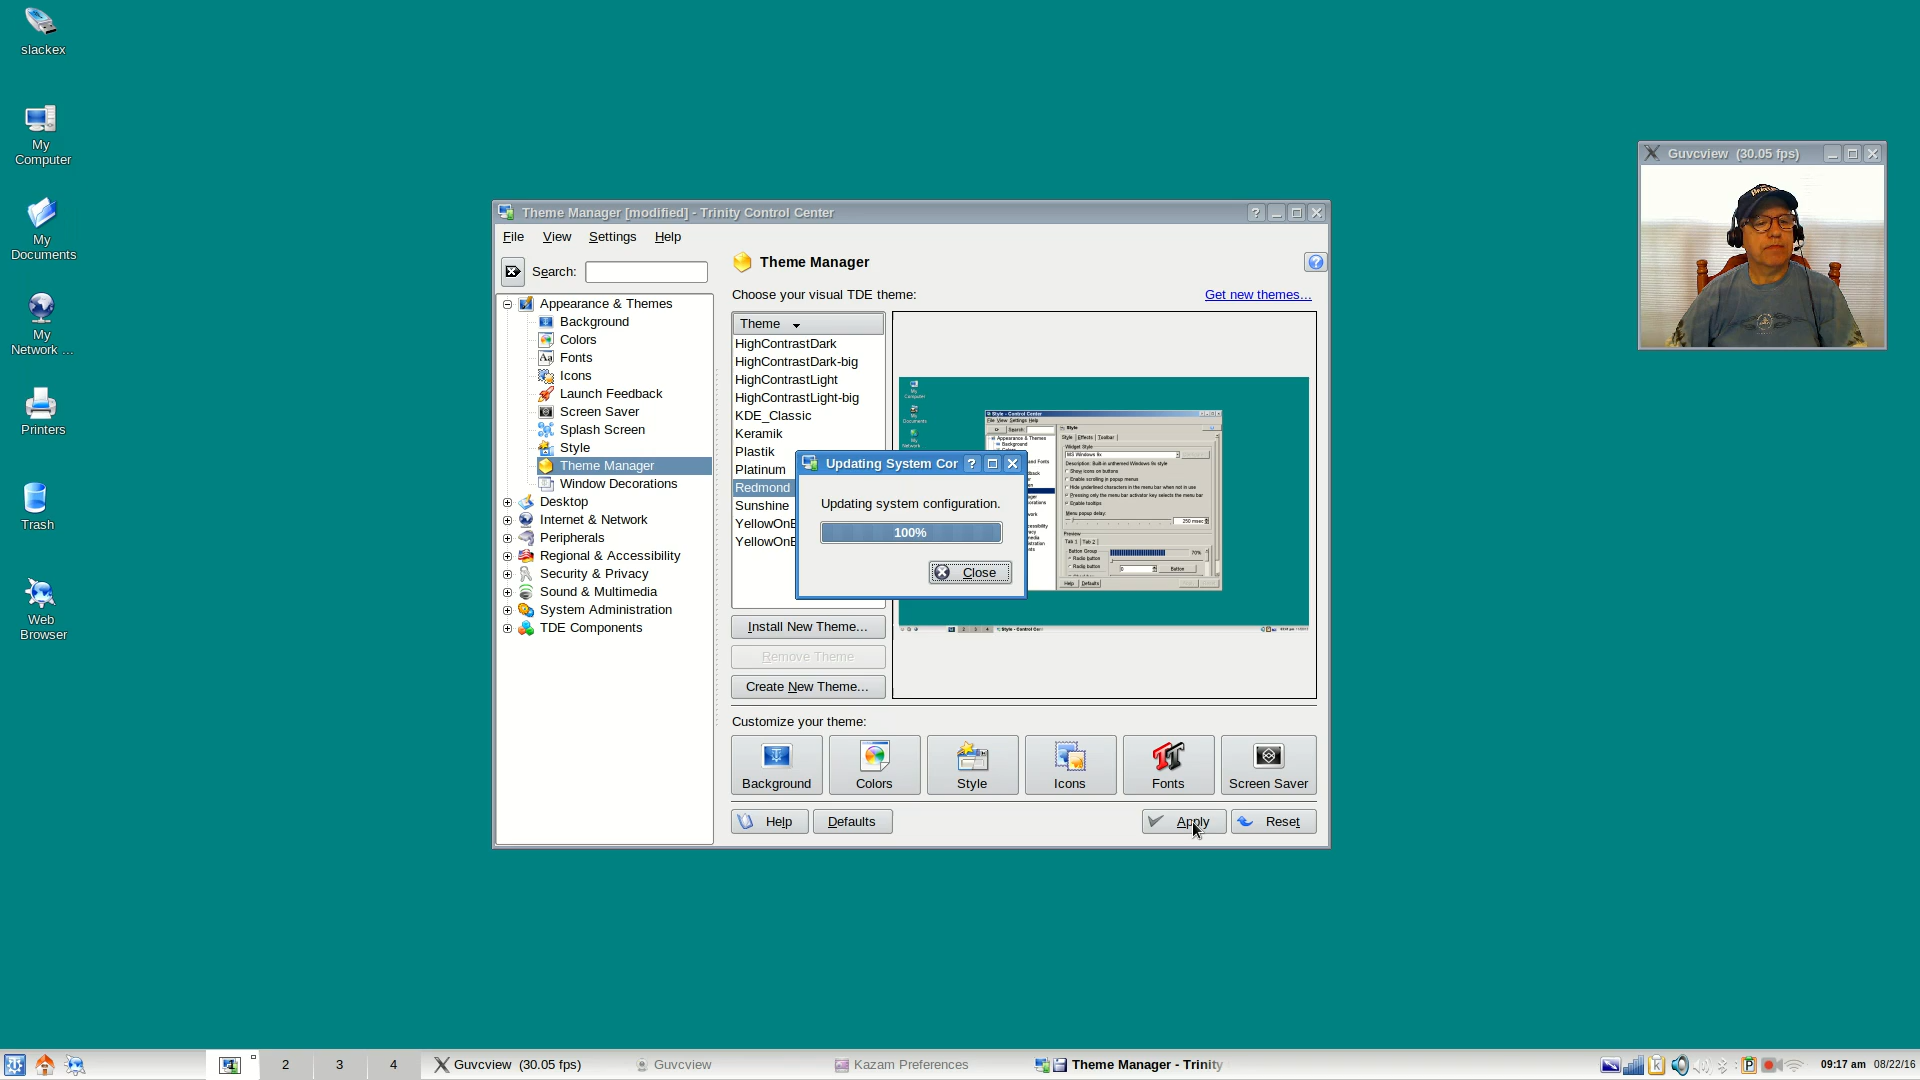 slackex
My
Computer
My
Documents
My
Network ...
Printers
Trash
Web
Browser
Guvcview (30.05 fps)
Theme Manager [modified] - Trinity Control Center
File View Settings Help
Search:
Appearance & Themes
Background
Colors
Fonts
Icons
Launch Feedback
Screen Saver
Splash Screen
Style
Theme Manager
Window Decorations
Desktop
Internet & Network
Peripherals
Regional & Accessibility
Security & Privacy
Sound & Multimedia
System Administration
TDE Components
Theme Manager
Choose your visual TDE theme:
Get new themes...
Theme
HighContrastDark
HighContrastDark-big
HighContrastLight
HighContrastLight-big
KDE_Classic
Keramik
Plastik
Platinum
Redmond
Sunshine
YellowOnB
YellowOnB
Updating System Cor
Updating system configuration.
100%
Close
Install New Theme...
Remove Theme
Create New Theme...
Customize your theme:
Background
Colors
Style
Icons
Fonts
Screen Saver
Help
Defaults
Apply
Reset
2
3
4
Guvcview (30.05 fps)
Guvcview
Kazam Preferences
Theme Manager - Trinity
09:17 am 08/22/16